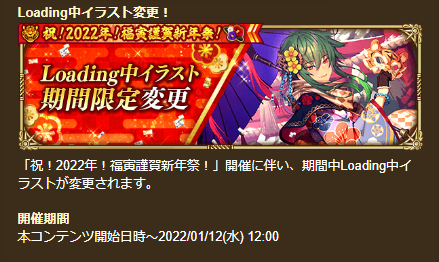 Loading中イラスト変更！
祝！2022年！福寅謹賀新年祭！
Loading中イラスト
期間限定変更
「祝！2022年！福寅謹賀新年祭！」開催に伴い、期間中Loading中イ
ラストが変更されます。
開催期間
本コンテンツ開始日時～2022/01/12(水) 12:00